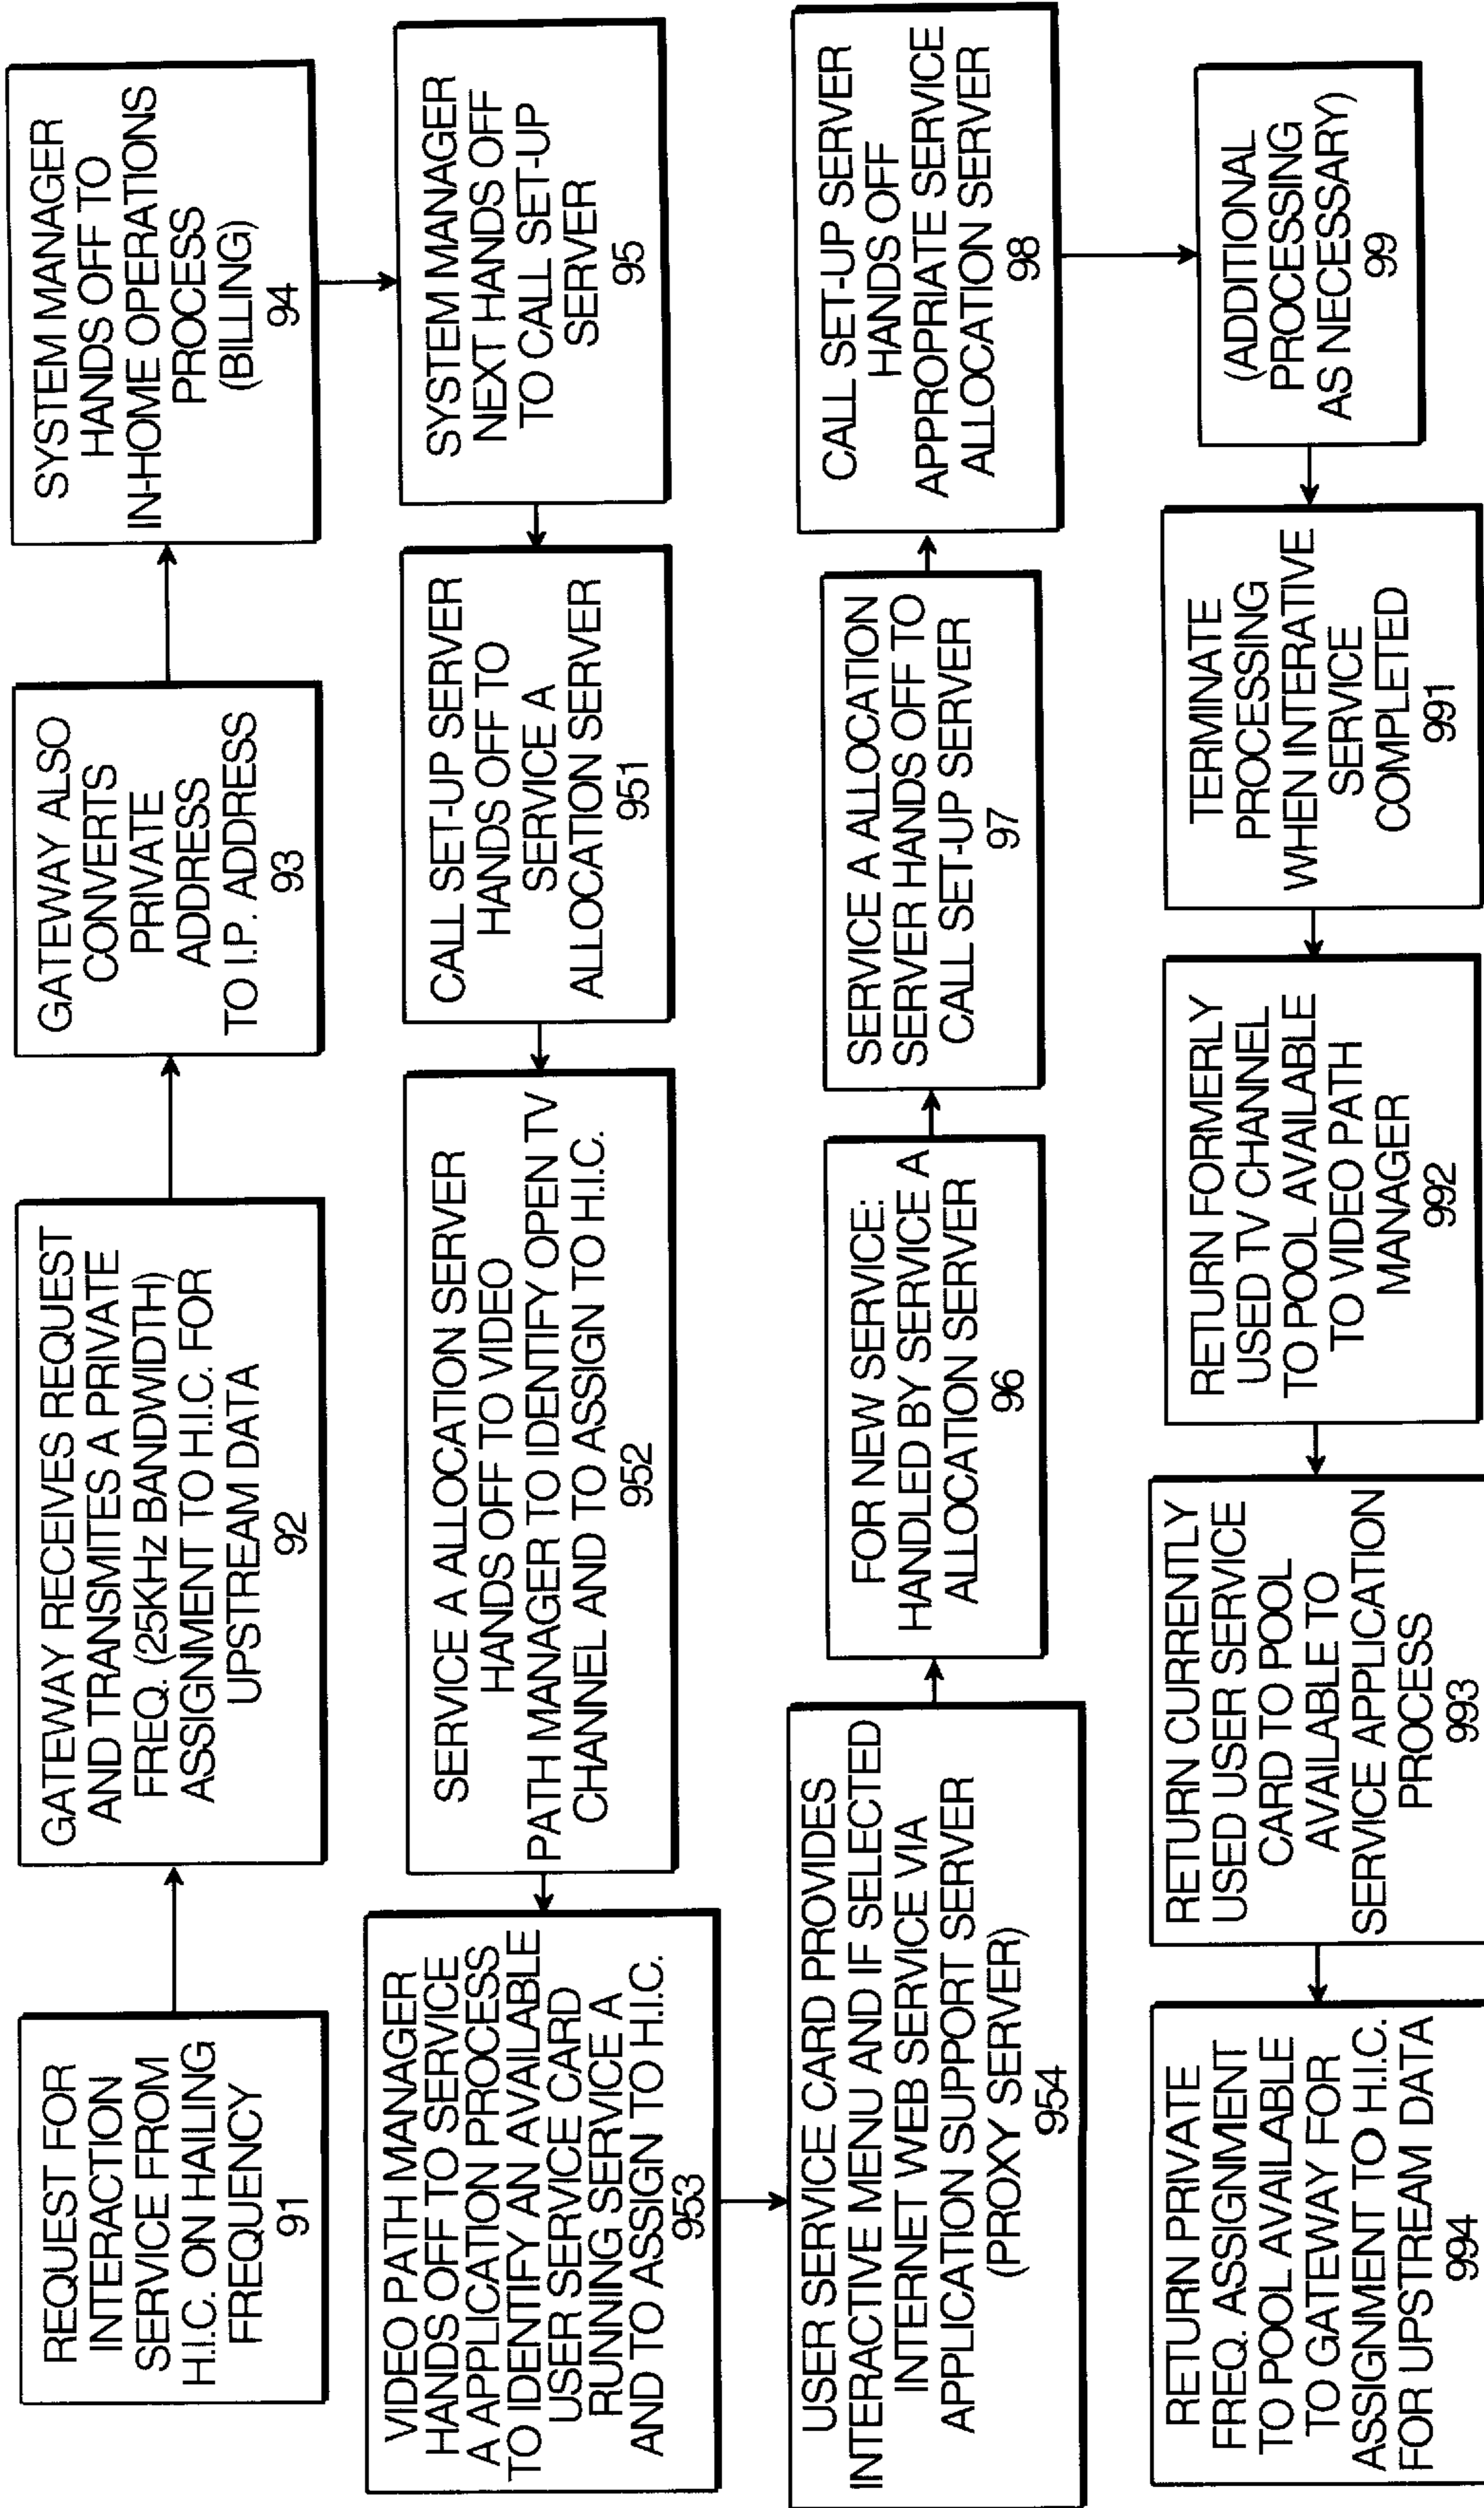 REQUEST FOR
INTERACTION
SERVICE FROM
H.I.C. ON HAILING
FREQUENCY
91
GATEWAY RECEIVES REQUEST
AND TRANSMITES A PRIVATE
FREQ. (25KHz BANDWIDTH)
ASSIGNMENT TO H.I.C. FOR
UPSTREAM DATA
92
GATEWAY ALSO
CONVERTS
PRIVATE
ADDRESS
TO I.P. ADDRESS
93
SYSTEM MANAGER
HANDS OFF TO
IN-HOME OPERATIONS
PROCESS
(BILLING)
94
SYSTEM MANAGER
NEXT HANDS OFF
TO CALL SET-UP
SERVER
95
CALL SET-UP SERVER
HANDS OFF TO
SERVICE A
ALLOCATION SERVER
951
SERVICE A ALLOCATION SERVER
HANDS OFF TO VIDEO
PATH MANAGER TO IDENTIFY OPEN TV
CHANNEL AND TO ASSIGN TO H.I.C.
952
VIDEO PATH MANAGER
HANDS OFF TO SERVICE
A APPLICATION PROCESS
TO IDENTIFY AN AVAILABLE
USER SERVICE CARD
RUNNING SERVICE A
AND TO ASSIGN TO H.I.C.
953
USER SERVICE CARD PROVIDES
INTERACTIVE MENU AND IF SELECTED
INTERNET WEB SERVICE VIA
APPLICATION SUPPORT SERVER
(PROXY SERVER)
954
FOR NEW SERVICE:
HANDLED BY SERVICE A
ALLOCATION SERVER
96
SERVICE A ALLOCATION
SERVER HANDS OFF TO
CALL SET-UP SERVER
97
CALL SET-UP SERVER
HANDS OFF
APPROPRIATE SERVICE
ALLOCATION SERVER
98
(ADDITIONAL
PROCESSING
AS NECESSARY)
99
TERMINATE
PROCESSING
WHEN INTERATIVE
SERVICE
COMPLETED
991
RETURN FORMERLY
USED TV CHANNEL
TO POOL AVAILABLE
TO VIDEO PATH
MANAGER
992
RETURN CURRENTLY
USED USER SERVICE
CARD TO POOL
AVAILABLE TO
SERVICE APPLICATION
PROCESS
993
RETURN PRIVATE
FREQ. ASSIGNMENT
TO POOL AVAILABLE
TO GATEWAY FOR
ASSIGNMENT TO H.I.C.
FOR UPSTREAM DATA
994